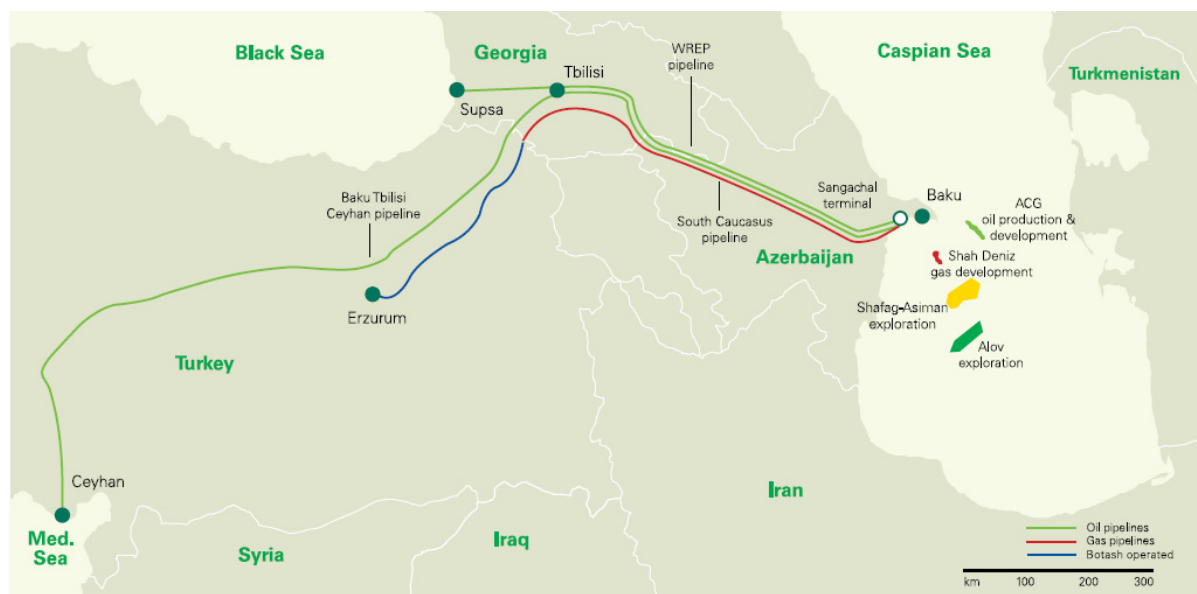 Black Sea
Georgia
WREP
pipeline
Caspian Sea
Turkmenistan
Tbilisi
Supsa
Baku Tbilisi
Ceyhan pipeline
Sangachal
terminal
Baku
ACG
oil production &
development
South Caucasus
pipeline
Azerbaijan
Shah Deniz
gas development
Erzurum
Shafag-Asiman
exploration
Alov
exploration
Turkey
Ceyhan
Iran
Med.
Sea
Syria
Iraq
Oil pipelines
Gas pipelines
Botash operated
km 100 200 300